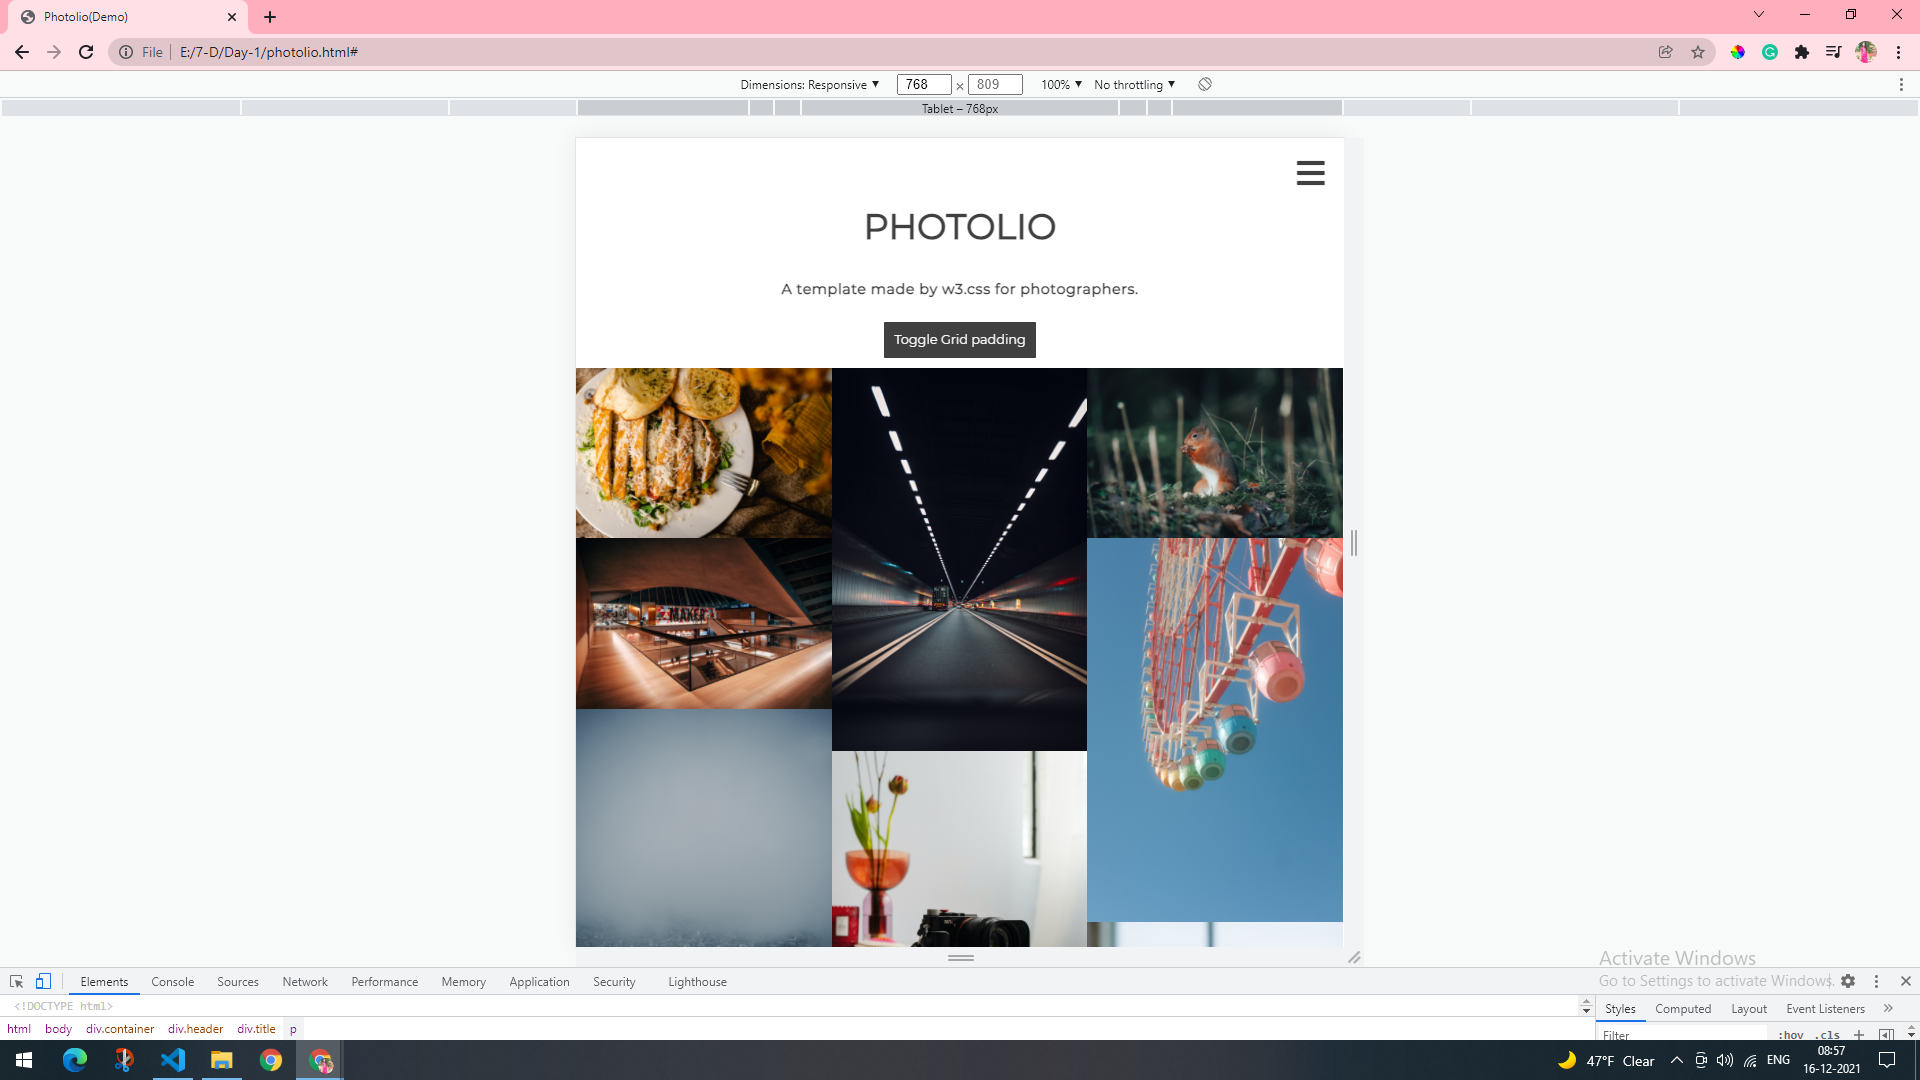 Photolio(Demo)
File E:/7-D/Day-1/photolio.html#
Dimensions: Responsive 768 × 809 100% No throttling
Tablet – 768px
PHOTOLIO
A template made by w3.css for photographers.
Toggle Grid padding
MAKER
Activate Windows
Go to Settings to activate Windows.
Elements Console Sources Network Performance Memory Application Security Lighthouse
<!DOCTYPE html>
Styles Computed Layout Event Listeners »
html body div.container div.header div.title p
Filter :hov .cls +
47°F Clear ENG 08:57
16-12-2021